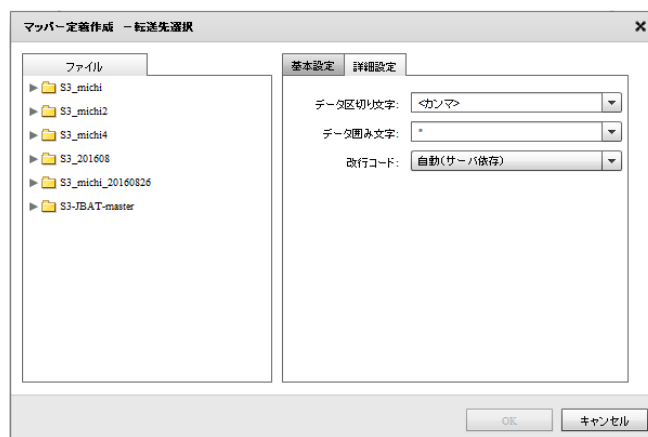 マッパー定義作成 －転送先選択
ファイル
S3_michi
S3_michi2
S3_michi4
S3_201608
S3_michi_20160826
S3-JBAT-master
基本設定 詳細設定
データ区切り文字: <カンマ>
データ囲み文字: "
改行コード: 自動(サーバ依存)
OK キャンセル